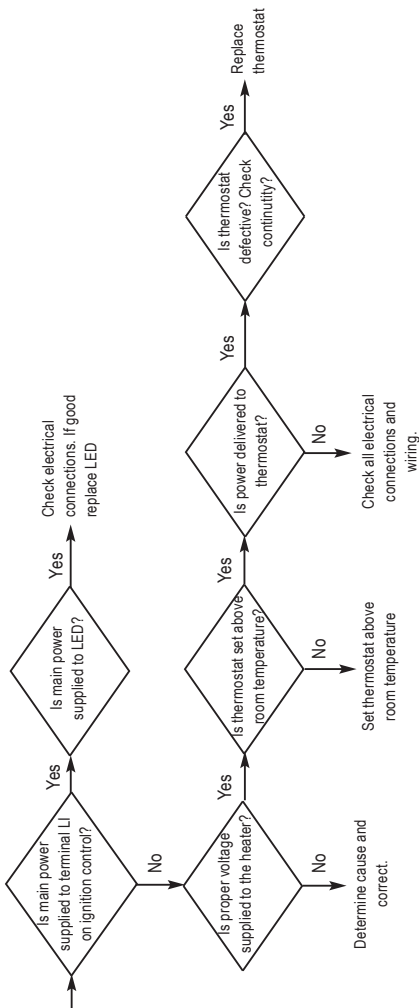 Is main power
supplied to terminal LI
on ignition control?
Yes
Is main power
supplied to LED?
Yes
Check electrical
connections. If good
replace LED
No
Is proper voltage
supplied to the heater?
Yes
Is thermostat set above
room temperature?
Yes
Is power delivered to
thermostat?
Yes
Is thermostat
defective? Check
continutity?
Yes
Replace
thermostat
No
Determine cause and
correct.
No
Set thermostat above
room temperature
No
Check all electrical
connections and
wiring.